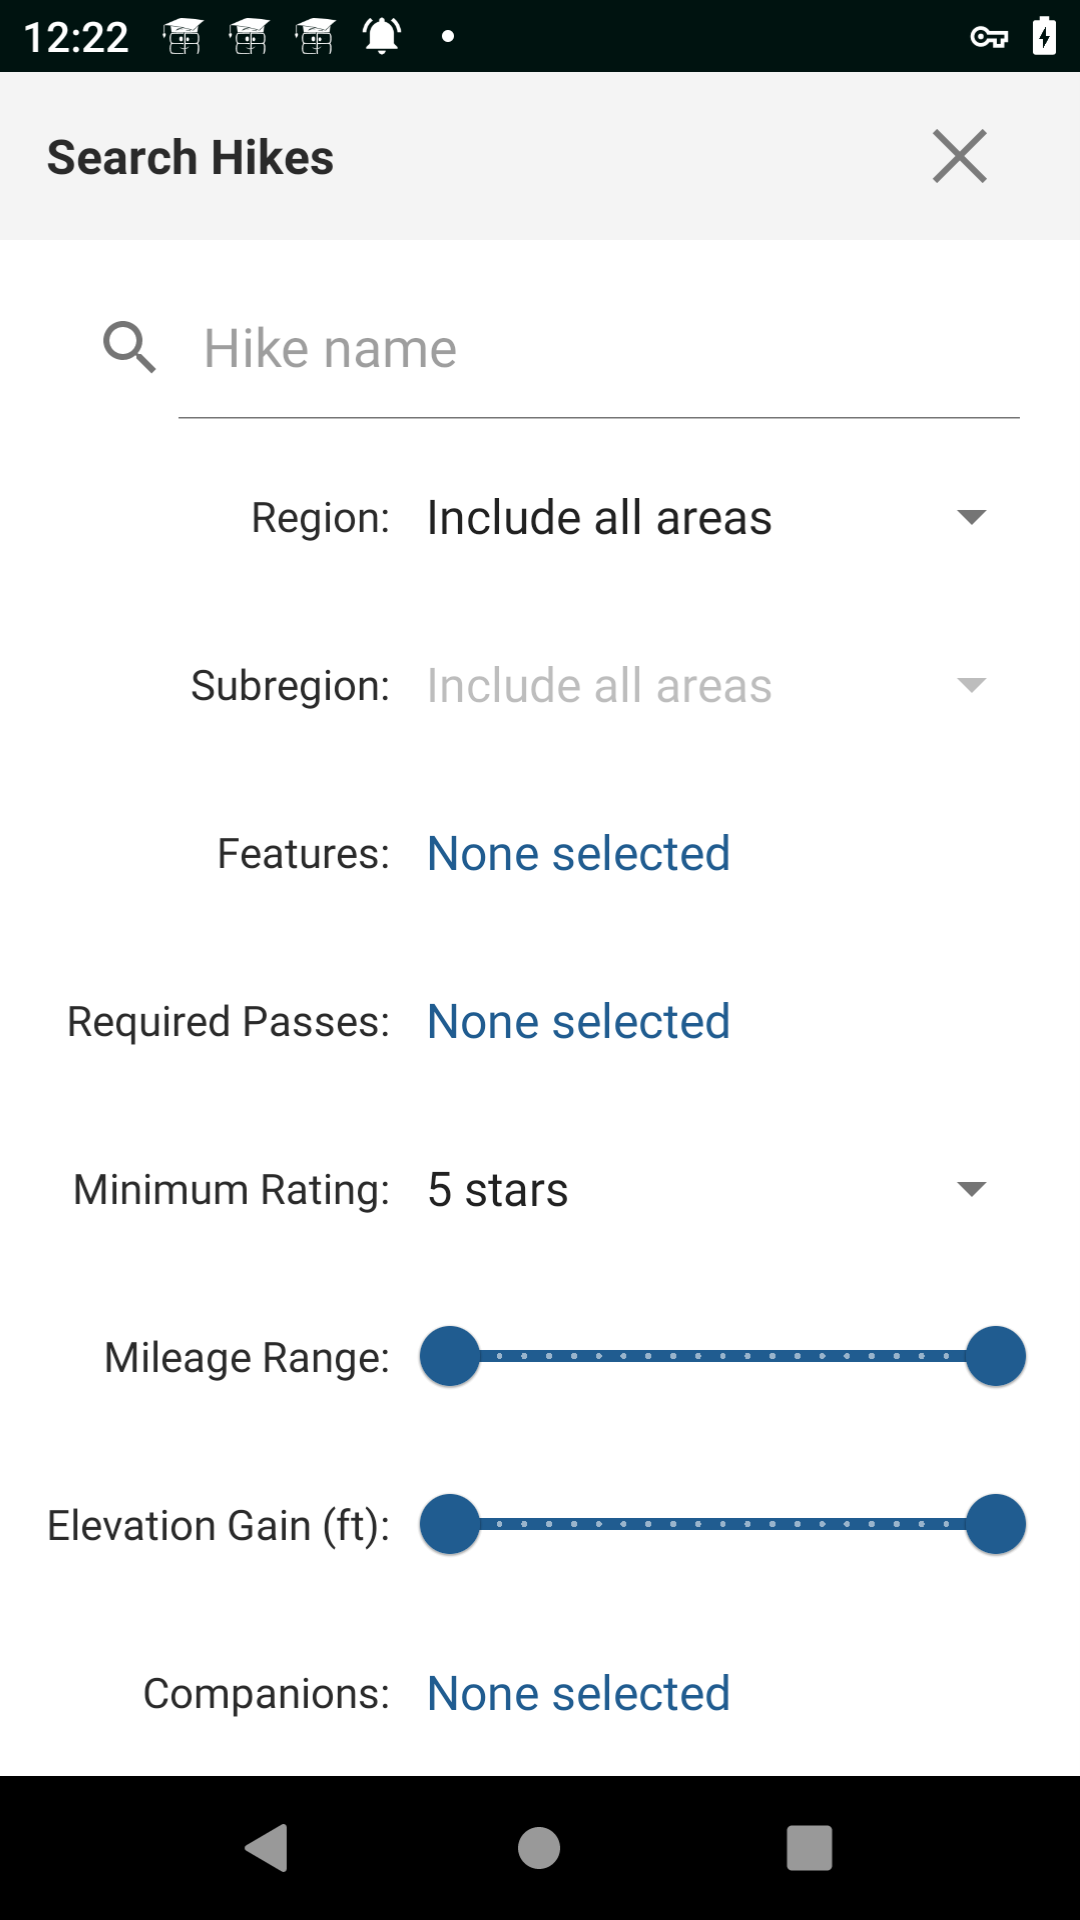 12:22
Search Hikes
Hike name
Region: Include all areas
Subregion: Include all areas
Features: None selected
Required Passes: None selected
Minimum Rating: 5 stars
Mileage Range:
Elevation Gain (ft):
Companions: None selected